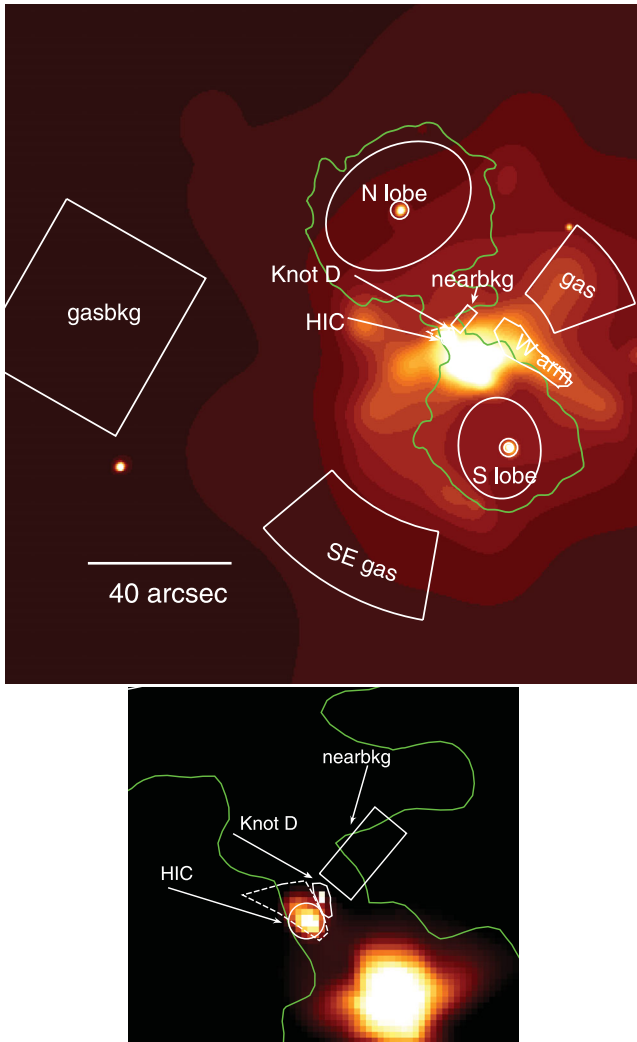 N lobe
Knot D
nearbkg
gas
gasbkg
HIC
W arm
S lobe
SE gas
40 arcsec
nearbkg
Knot D
HIC